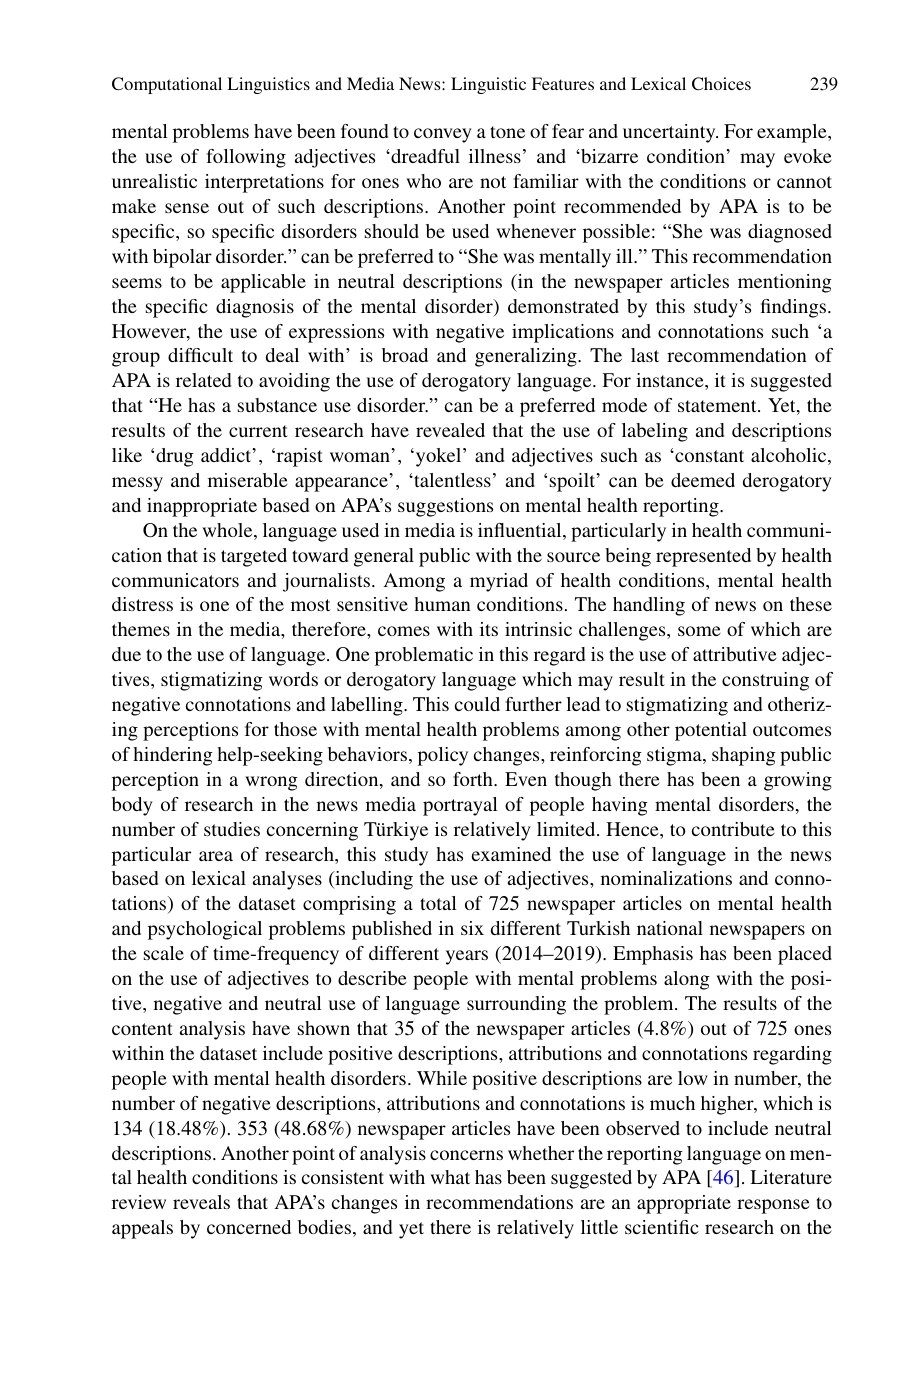 Computational Linguistics and Media News: Linguistic Features and Lexical Choices 239
mental problems have been found to convey a tone of fear and uncertainty. For example,
the use of following adjectives ‘dreadful illness’ and ‘bizarre condition’ may evoke
unrealistic interpretations for ones who are not familiar with the conditions or cannot
make sense out of such descriptions. Another point recommended by APA is to be
specific, so specific disorders should be used whenever possible: “She was diagnosed
with bipolar disorder.” can be preferred to “She was mentally ill.” This recommendation
seems to be applicable in neutral descriptions (in the newspaper articles mentioning
the specific diagnosis of the mental disorder) demonstrated by this study’s findings.
However, the use of expressions with negative implications and connotations such ‘a
group difficult to deal with’ is broad and generalizing. The last recommendation of
APA is related to avoiding the use of derogatory language. For instance, it is suggested
that “He has a substance use disorder.” can be a preferred mode of statement. Yet, the
results of the current research have revealed that the use of labeling and descriptions
like ‘drug addict’, ‘rapist woman’, ‘yokel’ and adjectives such as ‘constant alcoholic,
messy and miserable appearance’, ‘talentless’ and ‘spoilt’ can be deemed derogatory
and inappropriate based on APA’s suggestions on mental health reporting.
On the whole, language used in media is influential, particularly in health communi-
cation that is targeted toward general public with the source being represented by health
communicators and journalists. Among a myriad of health conditions, mental health
distress is one of the most sensitive human conditions. The handling of news on these
themes in the media, therefore, comes with its intrinsic challenges, some of which are
due to the use of language. One problematic in this regard is the use of attributive adjec-
tives, stigmatizing words or derogatory language which may result in the construing of
negative connotations and labelling. This could further lead to stigmatizing and otheriz-
ing perceptions for those with mental health problems among other potential outcomes
of hindering help-seeking behaviors, policy changes, reinforcing stigma, shaping public
perception in a wrong direction, and so forth. Even though there has been a growing
body of research in the news media portrayal of people having mental disorders, the
number of studies concerning Türkiye is relatively limited. Hence, to contribute to this
particular area of research, this study has examined the use of language in the news
based on lexical analyses (including the use of adjectives, nominalizations and conno-
tations) of the dataset comprising a total of 725 newspaper articles on mental health
and psychological problems published in six different Turkish national newspapers on
the scale of time-frequency of different years (2014–2019). Emphasis has been placed
on the use of adjectives to describe people with mental problems along with the posi-
tive, negative and neutral use of language surrounding the problem. The results of the
content analysis have shown that 35 of the newspaper articles (4.8%) out of 725 ones
within the dataset include positive descriptions, attributions and connotations regarding
people with mental health disorders. While positive descriptions are low in number, the
number of negative descriptions, attributions and connotations is much higher, which is
134 (18.48%). 353 (48.68%) newspaper articles have been observed to include neutral
descriptions. Another point of analysis concerns whether the reporting language on men-
tal health conditions is consistent with what has been suggested by APA [46]. Literature
review reveals that APA’s changes in recommendations are an appropriate response to
appeals by concerned bodies, and yet there is relatively little scientific research on the